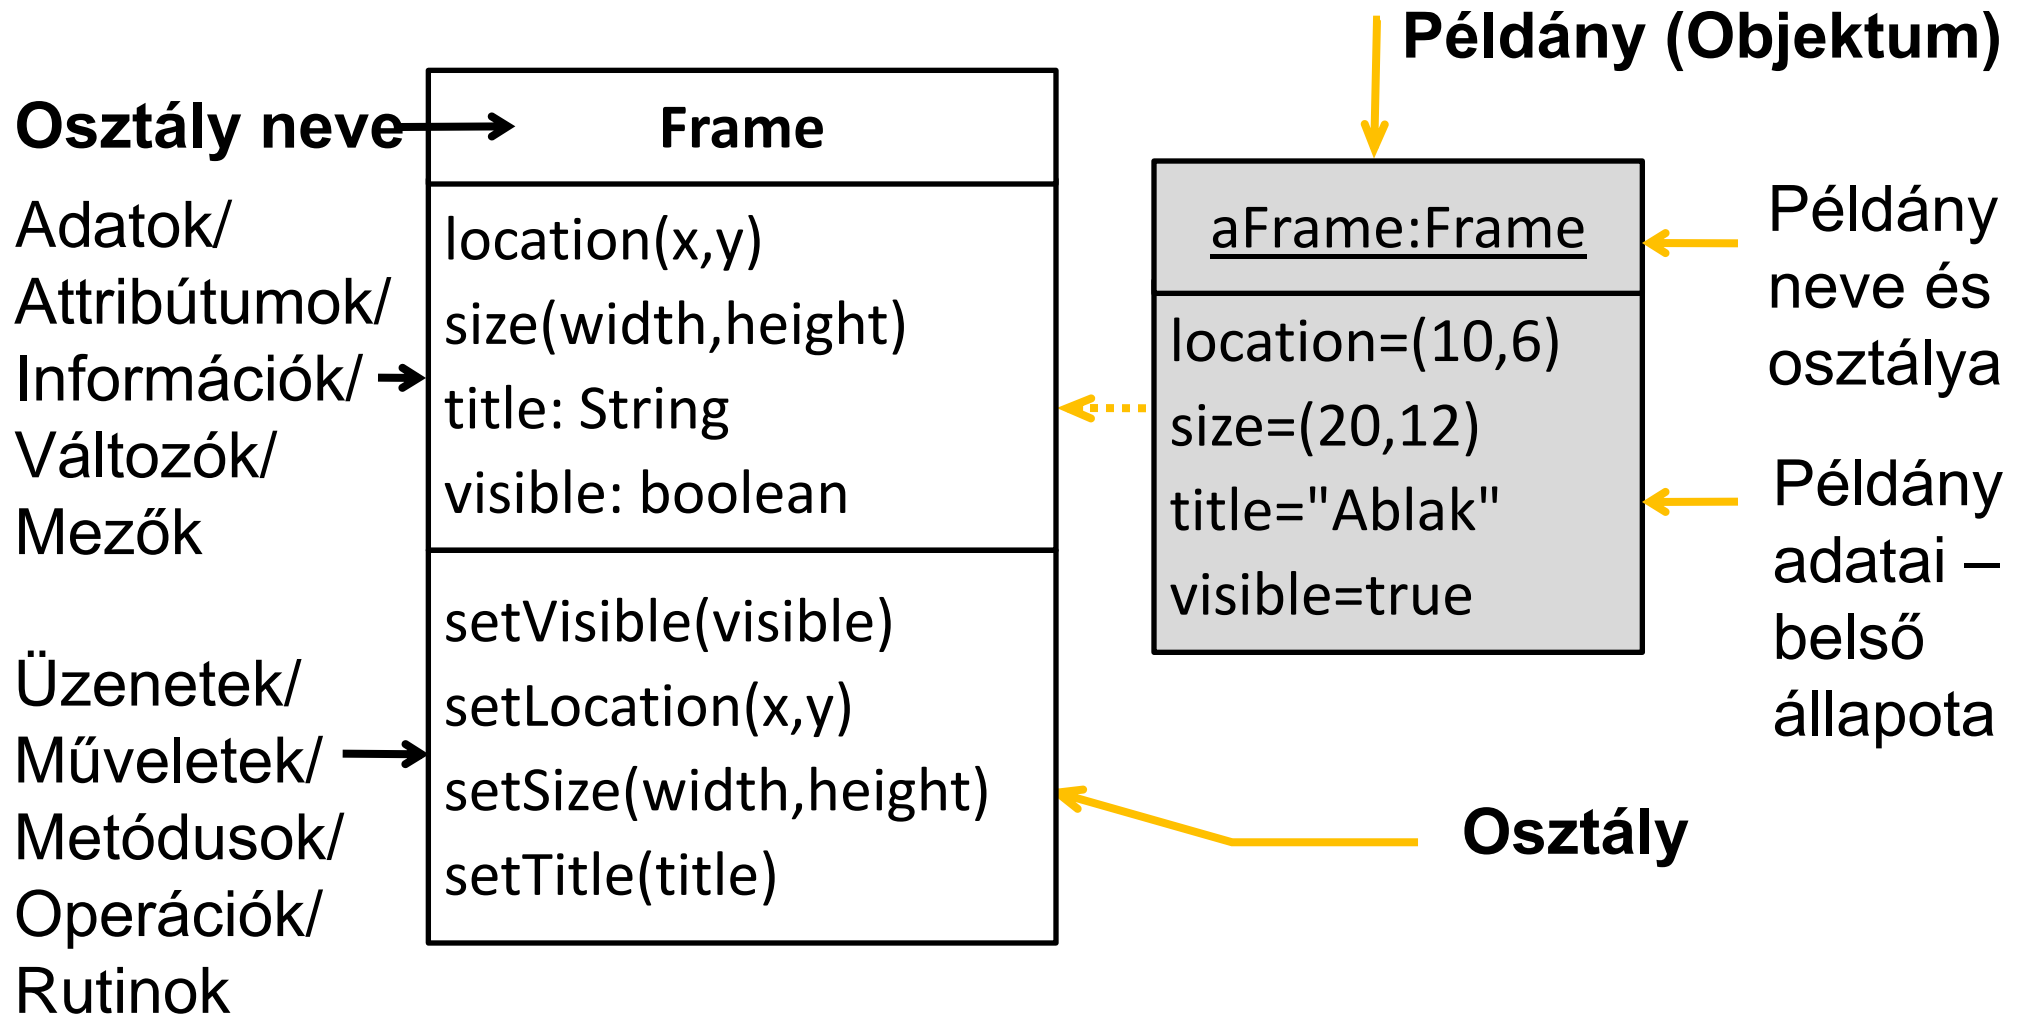 Példány (Objektum)
Osztály neve
Frame
Adatok/
Attribútumok/
Információk/
Változók/
Mezők
location(x,y)
size(width,height)
title: String
visible: boolean
Üzenetek/
Műveletek/
Metódusok/
Operációk/
Rutinok
setVisible(visible)
setLocation(x,y)
setSize(width,height)
setTitle(title)
aFrame:Frame
location=(10,6)
size=(20,12)
title="Ablak"
visible=true
Példány
neve és
osztálya
Példány
adatai –
belső
állapota
Osztály